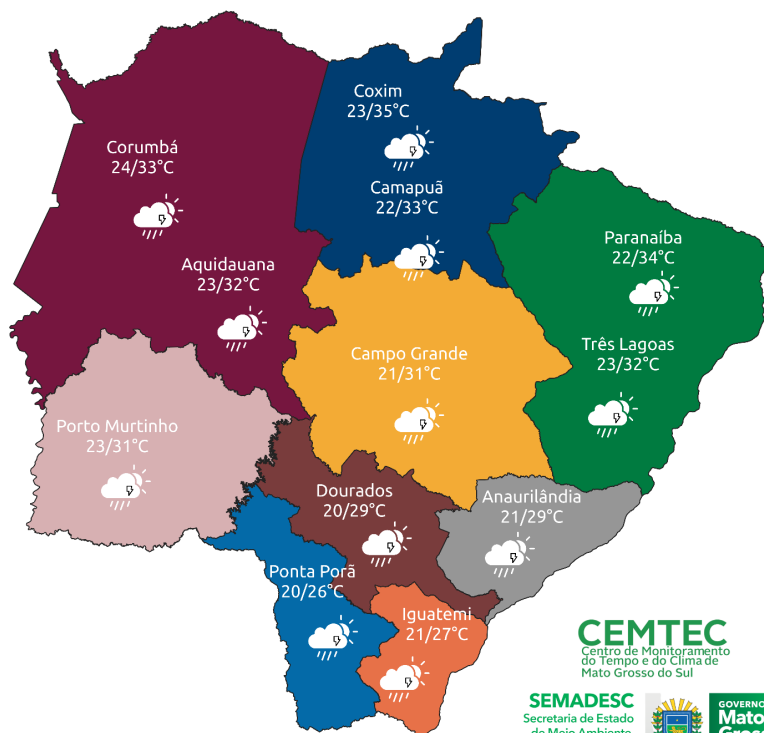 Coxim
23/35°C
Corumbá
24/33°C
Camapuã
22/33°C
Paranaíba
22/34°C
Aquidauana
23/32°C
Três Lagoas
23/32°C
Campo Grande
21/31°C
Porto Murtinho
23/31°C
Dourados
20/29°C
Anaurilândia
21/29°C
Ponta Porã
20/26°C
Iguatemi
21/27°C
CEMTEC
Centro de Monitoramento
do Tempo e do Clima de
Mato Grosso do Sul
SEMADESC
Secretaria de Estado
de Meio Ambiente
GOVERNO
Mato